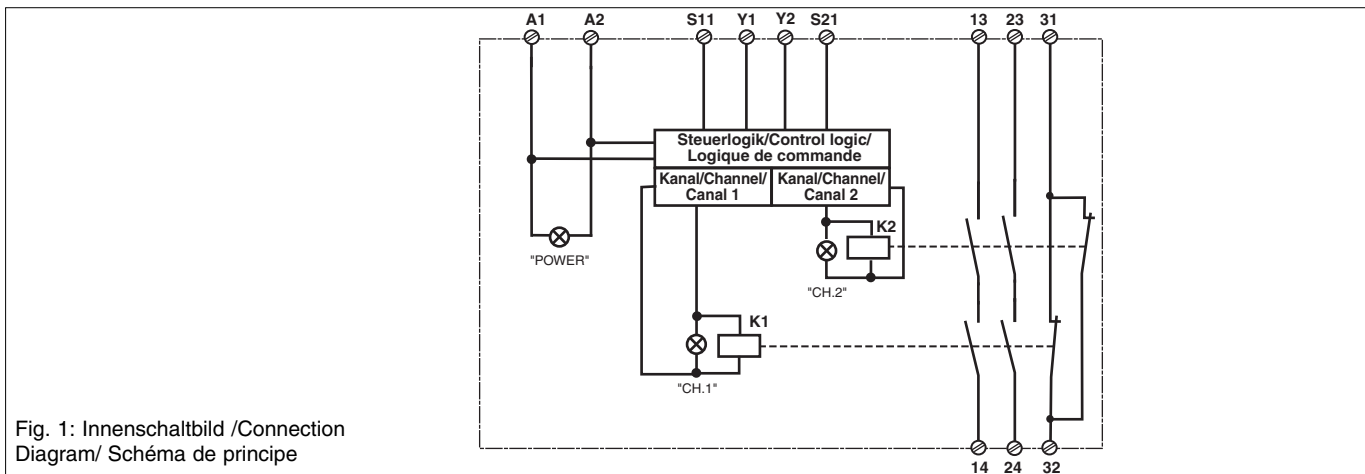 A1 A2 S11 Y1 Y2 S21 13 23 31
Steuerlogik/Control logic/
Logique de commande
Kanal/Channel/ Kanal/Channel/
Canal 1 Canal 2
K2
"POWER"
"CH.2"
K1
"CH.1"
Fig. 1: Innenschaltbild /Connection
Diagram/ Schéma de principe
14 24 32